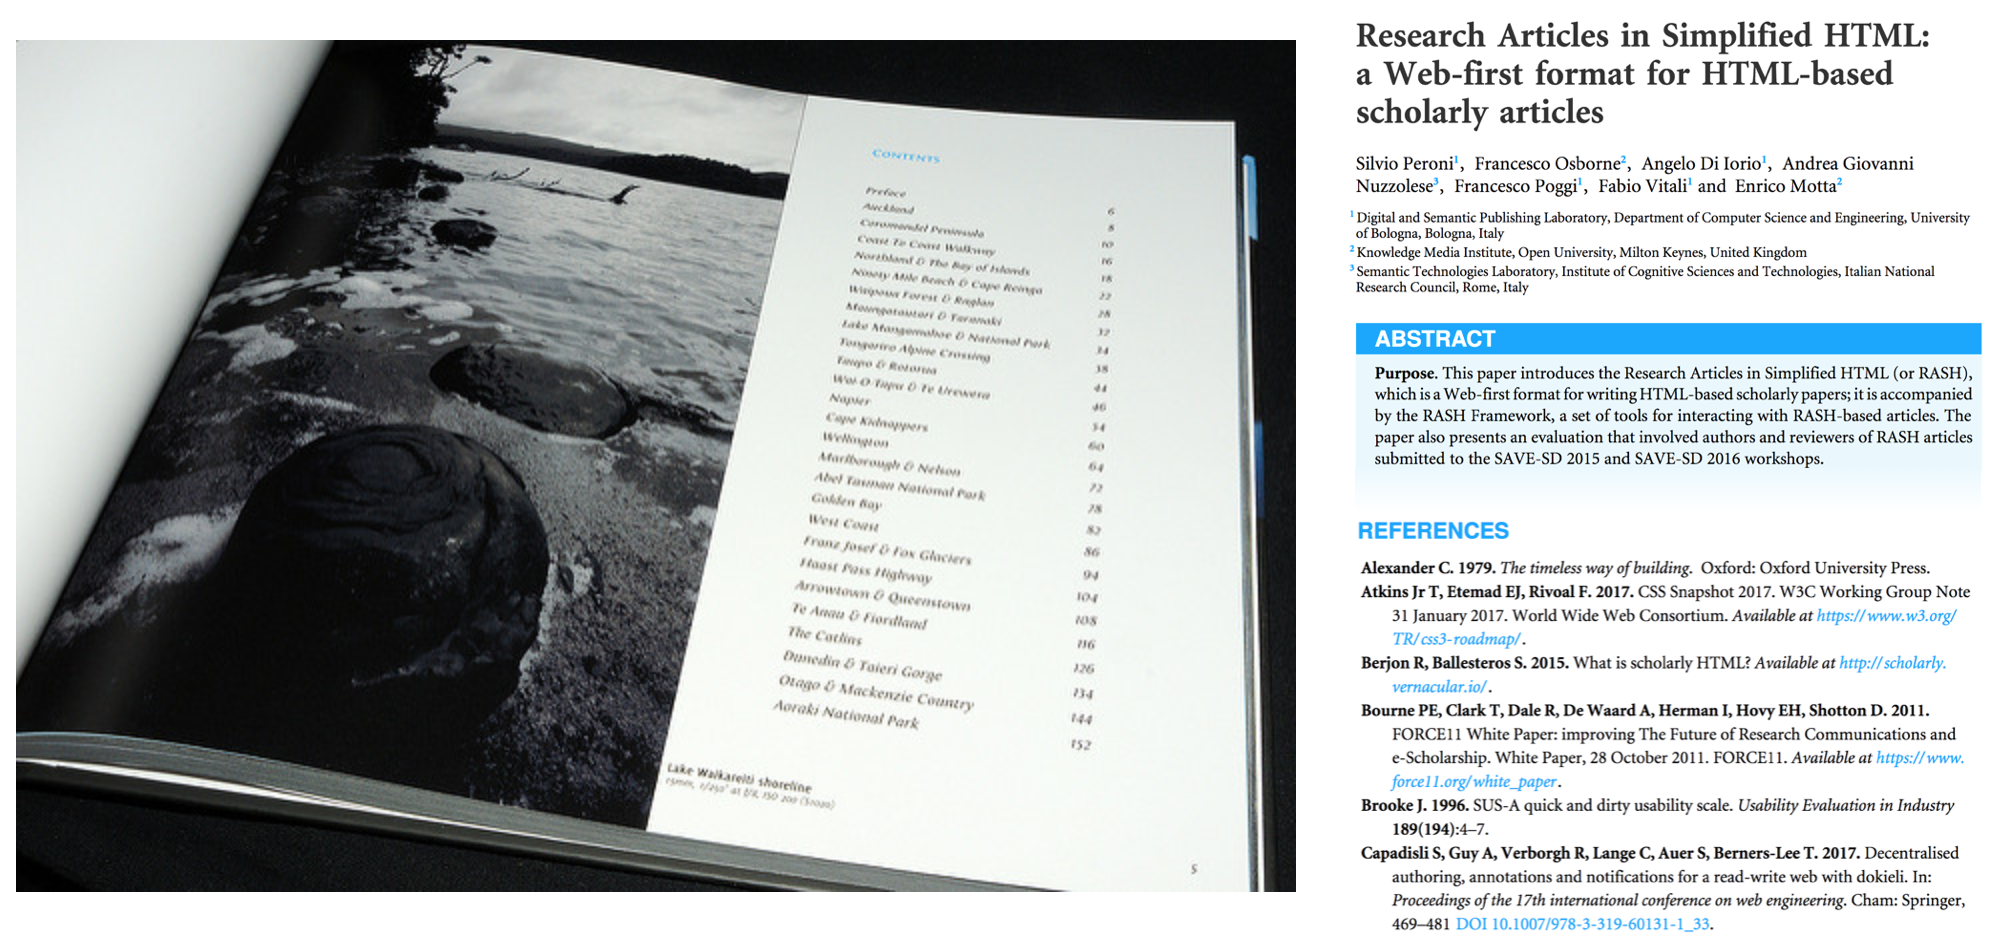 CONTENTS
Preface 6
Auckland 8
Coromandel Peninsula 10
Coast To Coast Walkway 16
Northland & The Bay of Islands 18
Ninety Mile Beach & Cape Reinga 22
Waipoua Forest & Raglan 28
Maungatautari & Taranaki 32
Lake Mangamahoe & National Park 34
Tongariro Alpine Crossing 38
Taupo & Rotorua 44
Wai-O-Tapu & Te Urewera 46
Napier 54
Cape Kidnappers 60
Wellington 64
Marlborough & Nelson 72
Abel Tasman National Park 78
Golden Bay 82
West Coast 86
Franz Josef & Fox Glaciers 94
Haast Pass Highway 104
Arrowtown & Queenstown 108
Te Anau & Fiordland 116
The Catlins 126
Dunedin & Taieri Gorge 134
Otago & Mackenzie Country 144
Aoraki National Park 152
Lake Waikareiti shoreline
at f/8, ISO 200
5
Research Articles in Simplified HTML:
a Web-first format for HTML-based
scholarly articles
Silvio Peroni1, Francesco Osborne2, Angelo Di Iorio1, Andrea Giovanni
Nuzzolese3, Francesco Poggi1, Fabio Vitali1 and Enrico Motta2
1 Digital and Semantic Publishing Laboratory, Department of Computer Science and Engineering, University
of Bologna, Bologna, Italy
2 Knowledge Media Institute, Open University, Milton Keynes, United Kingdom
3 Semantic Technologies Laboratory, Institute of Cognitive Sciences and Technologies, Italian National
Research Council, Rome, Italy
ABSTRACT
Purpose. This paper introduces the Research Articles in Simplified HTML (or RASH),
which is a Web-first format for writing HTML-based scholarly papers; it is accompanied
by the RASH Framework, a set of tools for interacting with RASH-based articles. The
paper also presents an evaluation that involved authors and reviewers of RASH articles
submitted to the SAVE-SD 2015 and SAVE-SD 2016 workshops.
REFERENCES
Alexander C. 1979. The timeless way of building. Oxford: Oxford University Press.
Atkins Jr T, Etemad EJ, Rivoal F. 2017. CSS Snapshot 2017. W3C Working Group Note
31 January 2017. World Wide Web Consortium. Available at https://www.w3.org/
TR/css3-roadmap/.
Berjon R, Ballesteros S. 2015. What is scholarly HTML? Available at http://scholarly.
vernacular.io/.
Bourne PE, Clark T, Dale R, De Waard A, Herman I, Hovy EH, Shotton D. 2011.
FORCE11 White Paper: improving The Future of Research Communications and
e-Scholarship. White Paper, 28 October 2011. FORCE11. Available at https://www.
force11.org/white_paper.
Brooke J. 1996. SUS-A quick and dirty usability scale. Usability Evaluation in Industry
189(194):4–7.
Capadisli S, Guy A, Verborgh R, Lange C, Auer S, Berners-Lee T. 2017. Decentralised
authoring, annotations and notifications for a read-write web with dokieli. In:
Proceedings of the 17th international conference on web engineering. Cham: Springer,
469–481 DOI 10.1007/978-3-319-60131-1_33.